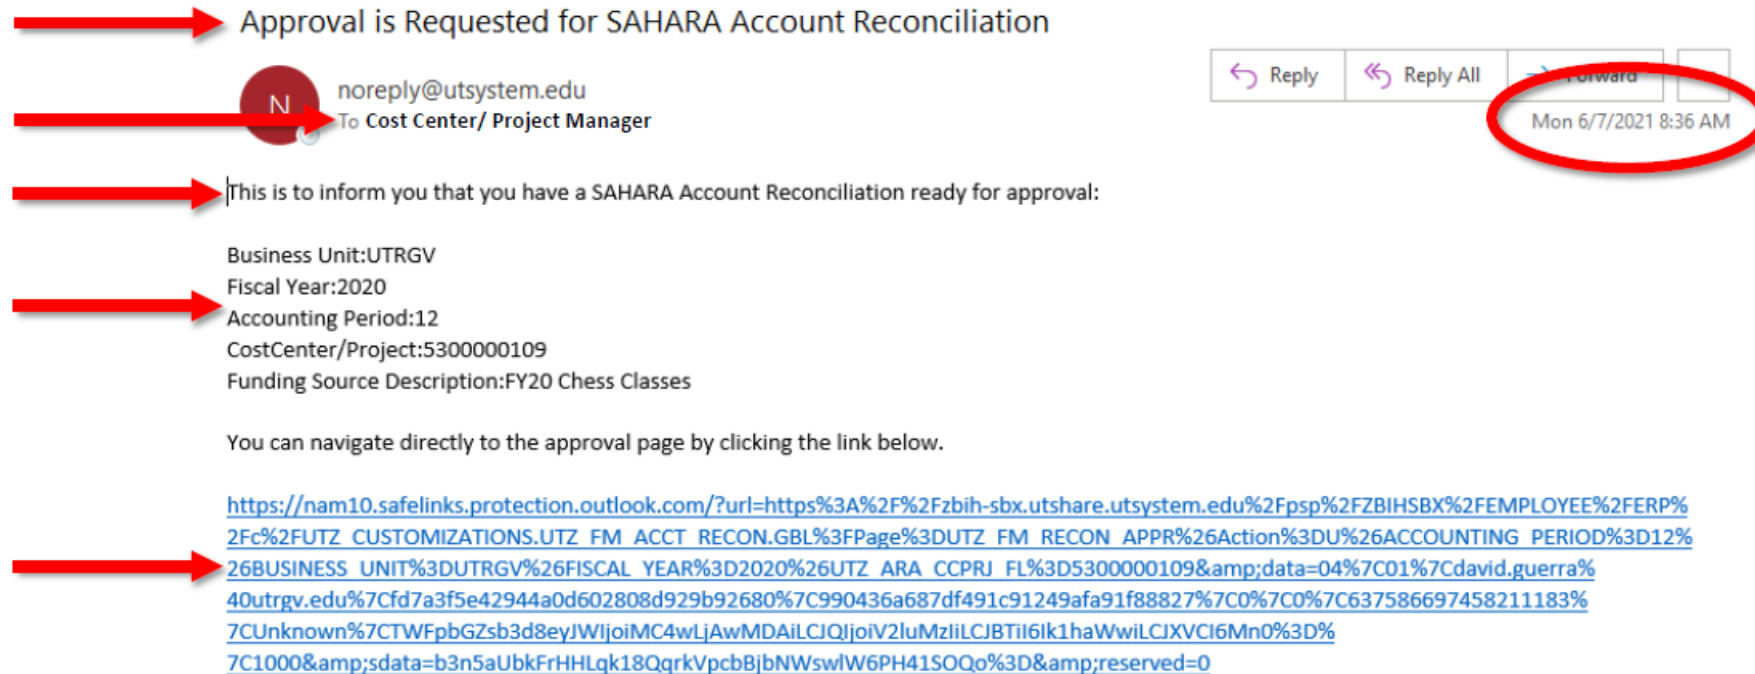 Approval is Requested for SAHARA Account Reconciliation
Reply
Reply All
Forward
N
noreply@utsystem.edu
To Cost Center/ Project Manager
Mon 6/7/2021 8:36 AM
This is to inform you that you have a SAHARA Account Reconciliation ready for approval:
Business Unit:UTRGV
Fiscal Year:2020
Accounting Period:12
CostCenter/Project:5300000109
Funding Source Description:FY20 Chess Classes
You can navigate directly to the approval page by clicking the link below.
https://nam10.safelinks.protection.outlook.com/?url=https%3A%2F%2Fzbih-sbx.utshare.utsystem.edu%2Fpsp%2FZBIHSBX%2FEMPLOYEE%2FERP%
2Fc%2FUTZ_CUSTOMIZATIONS.UTZ_FM_ACCT_RECON.GBL%3FPage%3DUTZ_FM_RECON_APPR%26Action%3DU%26ACCOUNTING_PERIOD%3D12%
26BUSINESS_UNIT%3DUTRGV%26FISCAL_YEAR%3D2020%26UTZ_ARA_CCPRJ_FL%3D5300000109&amp;data=04%7C01%7Cdavid.guerra%
40utrgv.edu%7Cfd7a3f5e42944a0d602808d929b92680%7C990436a687df491c91249afa91f88827%7C0%7C0%7C637586697458211183%
7CUnknown%7CTWFpbGZsb3d8eyJWIjoiMC4wLjAwMDAiLCJQIjoiV2luMzIiLCJBTiI6Ik1haWwiLCJXVCI6Mn0%3D%
7C1000&amp;sdata=b3n5aUbkFrHHLqk18QqrkVpcbBjbNWswlW6PH41SOQo%3D&amp;reserved=0